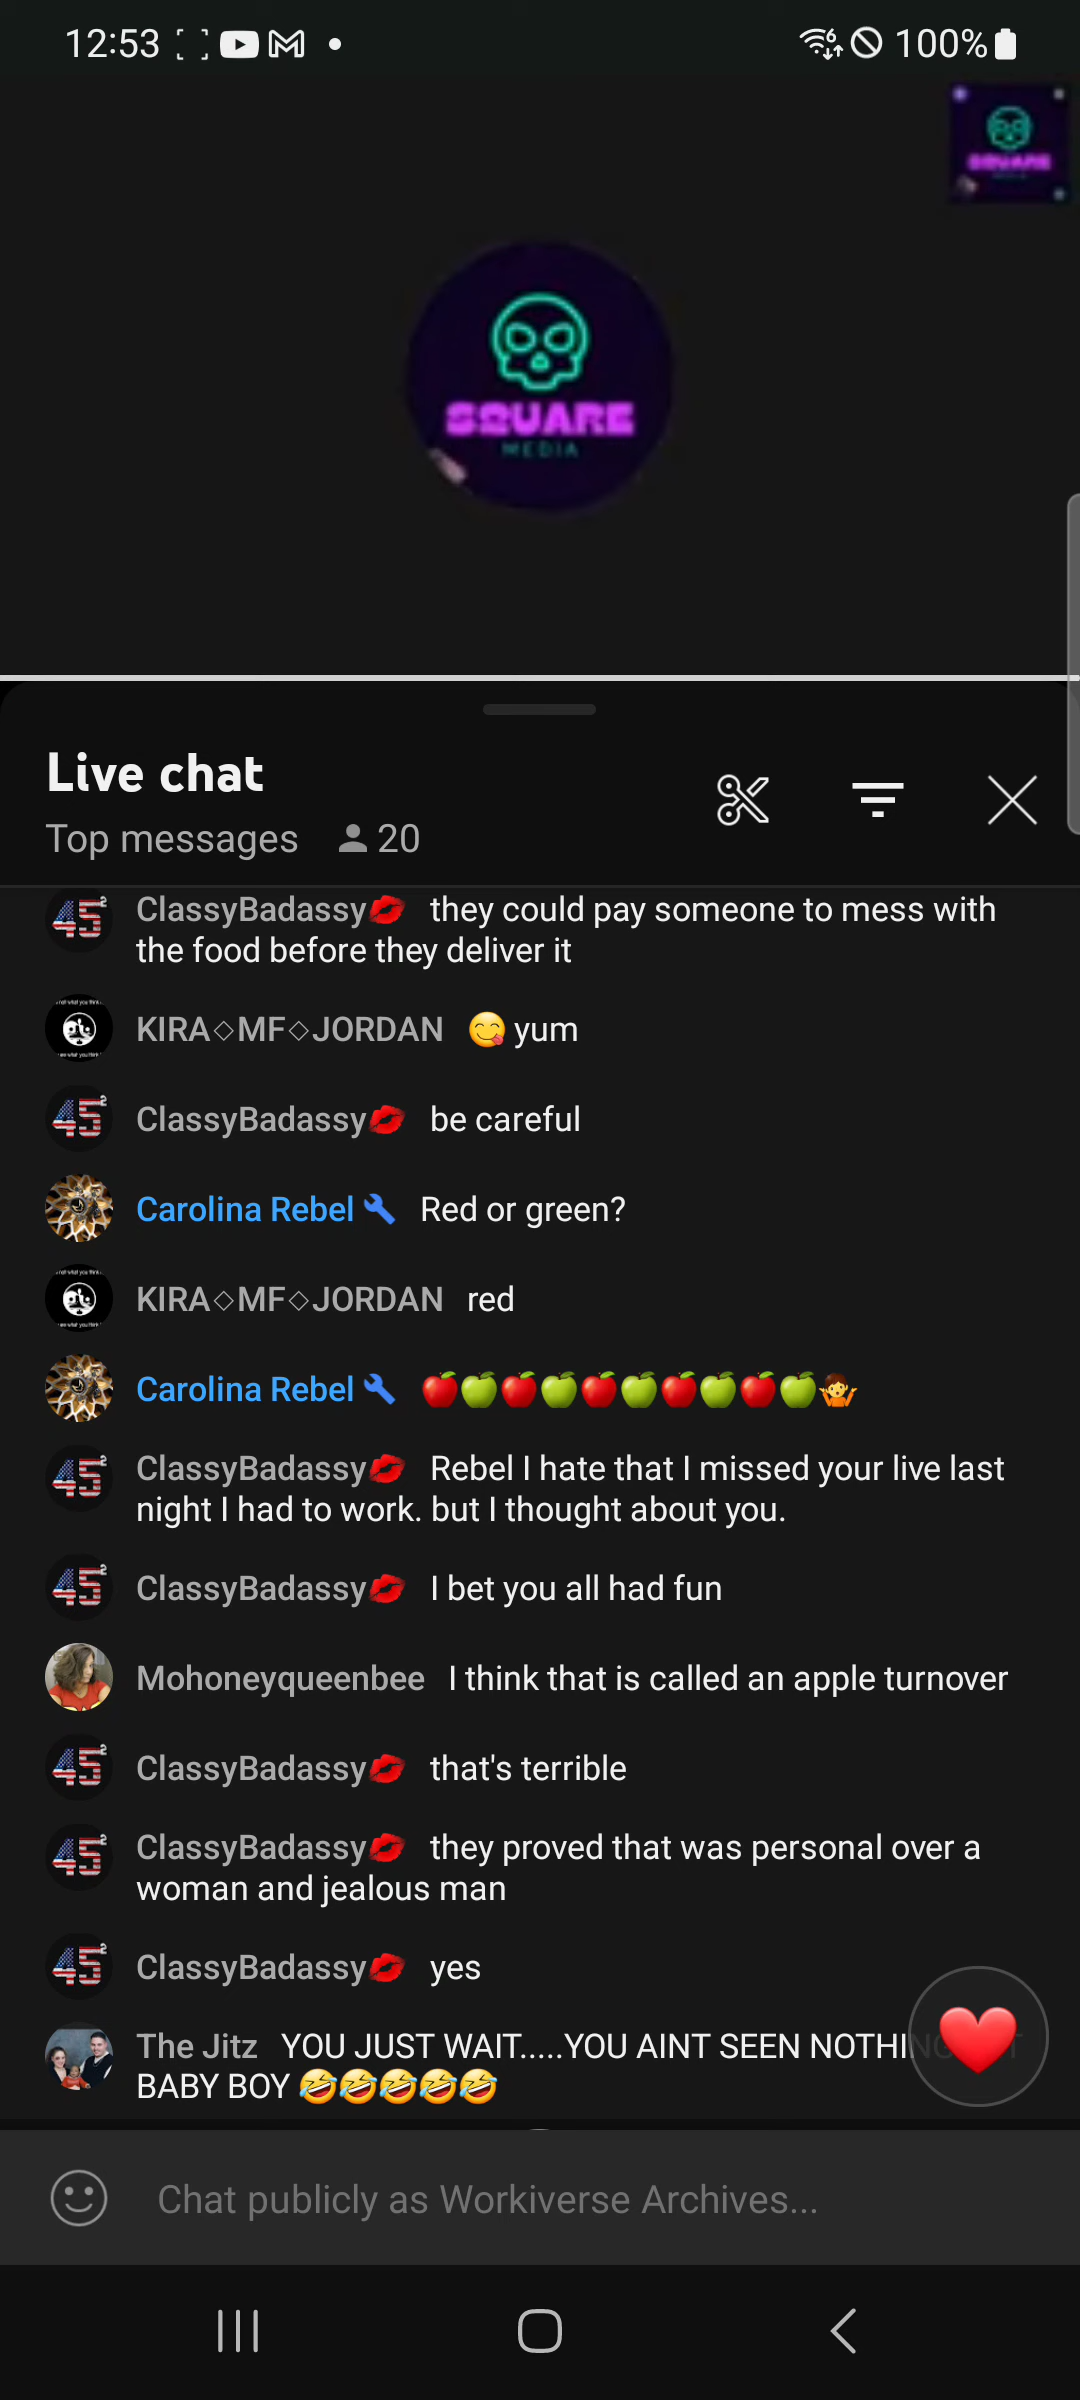 12:53
100%
SQUARE
SQUARE
MEDIA
Live chat
Top messages 20
ClassyBadassy💋 they could pay someone to mess with
the food before they deliver it
KIRA◇MF◇JORDAN 😋 yum
ClassyBadassy💋 be careful
Carolina Rebel Red or green?
KIRA◇MF◇JORDAN red
Carolina Rebel 🍎🍏🍎🍏🍎🍏🍎🍏🍎🍏🤷
ClassyBadassy💋 Rebel I hate that I missed your live last
night I had to work. but I thought about you.
ClassyBadassy💋 I bet you all had fun
Mohoneyqueenbee I think that is called an apple turnover
ClassyBadassy💋 that's terrible
ClassyBadassy💋 they proved that was personal over a
woman and jealous man
ClassyBadassy💋 yes
The Jitz YOU JUST WAIT.....YOU AINT SEEN NOTHING
BABY BOY 🤣🤣🤣🤣🤣
Chat publicly as Workiverse Archives...